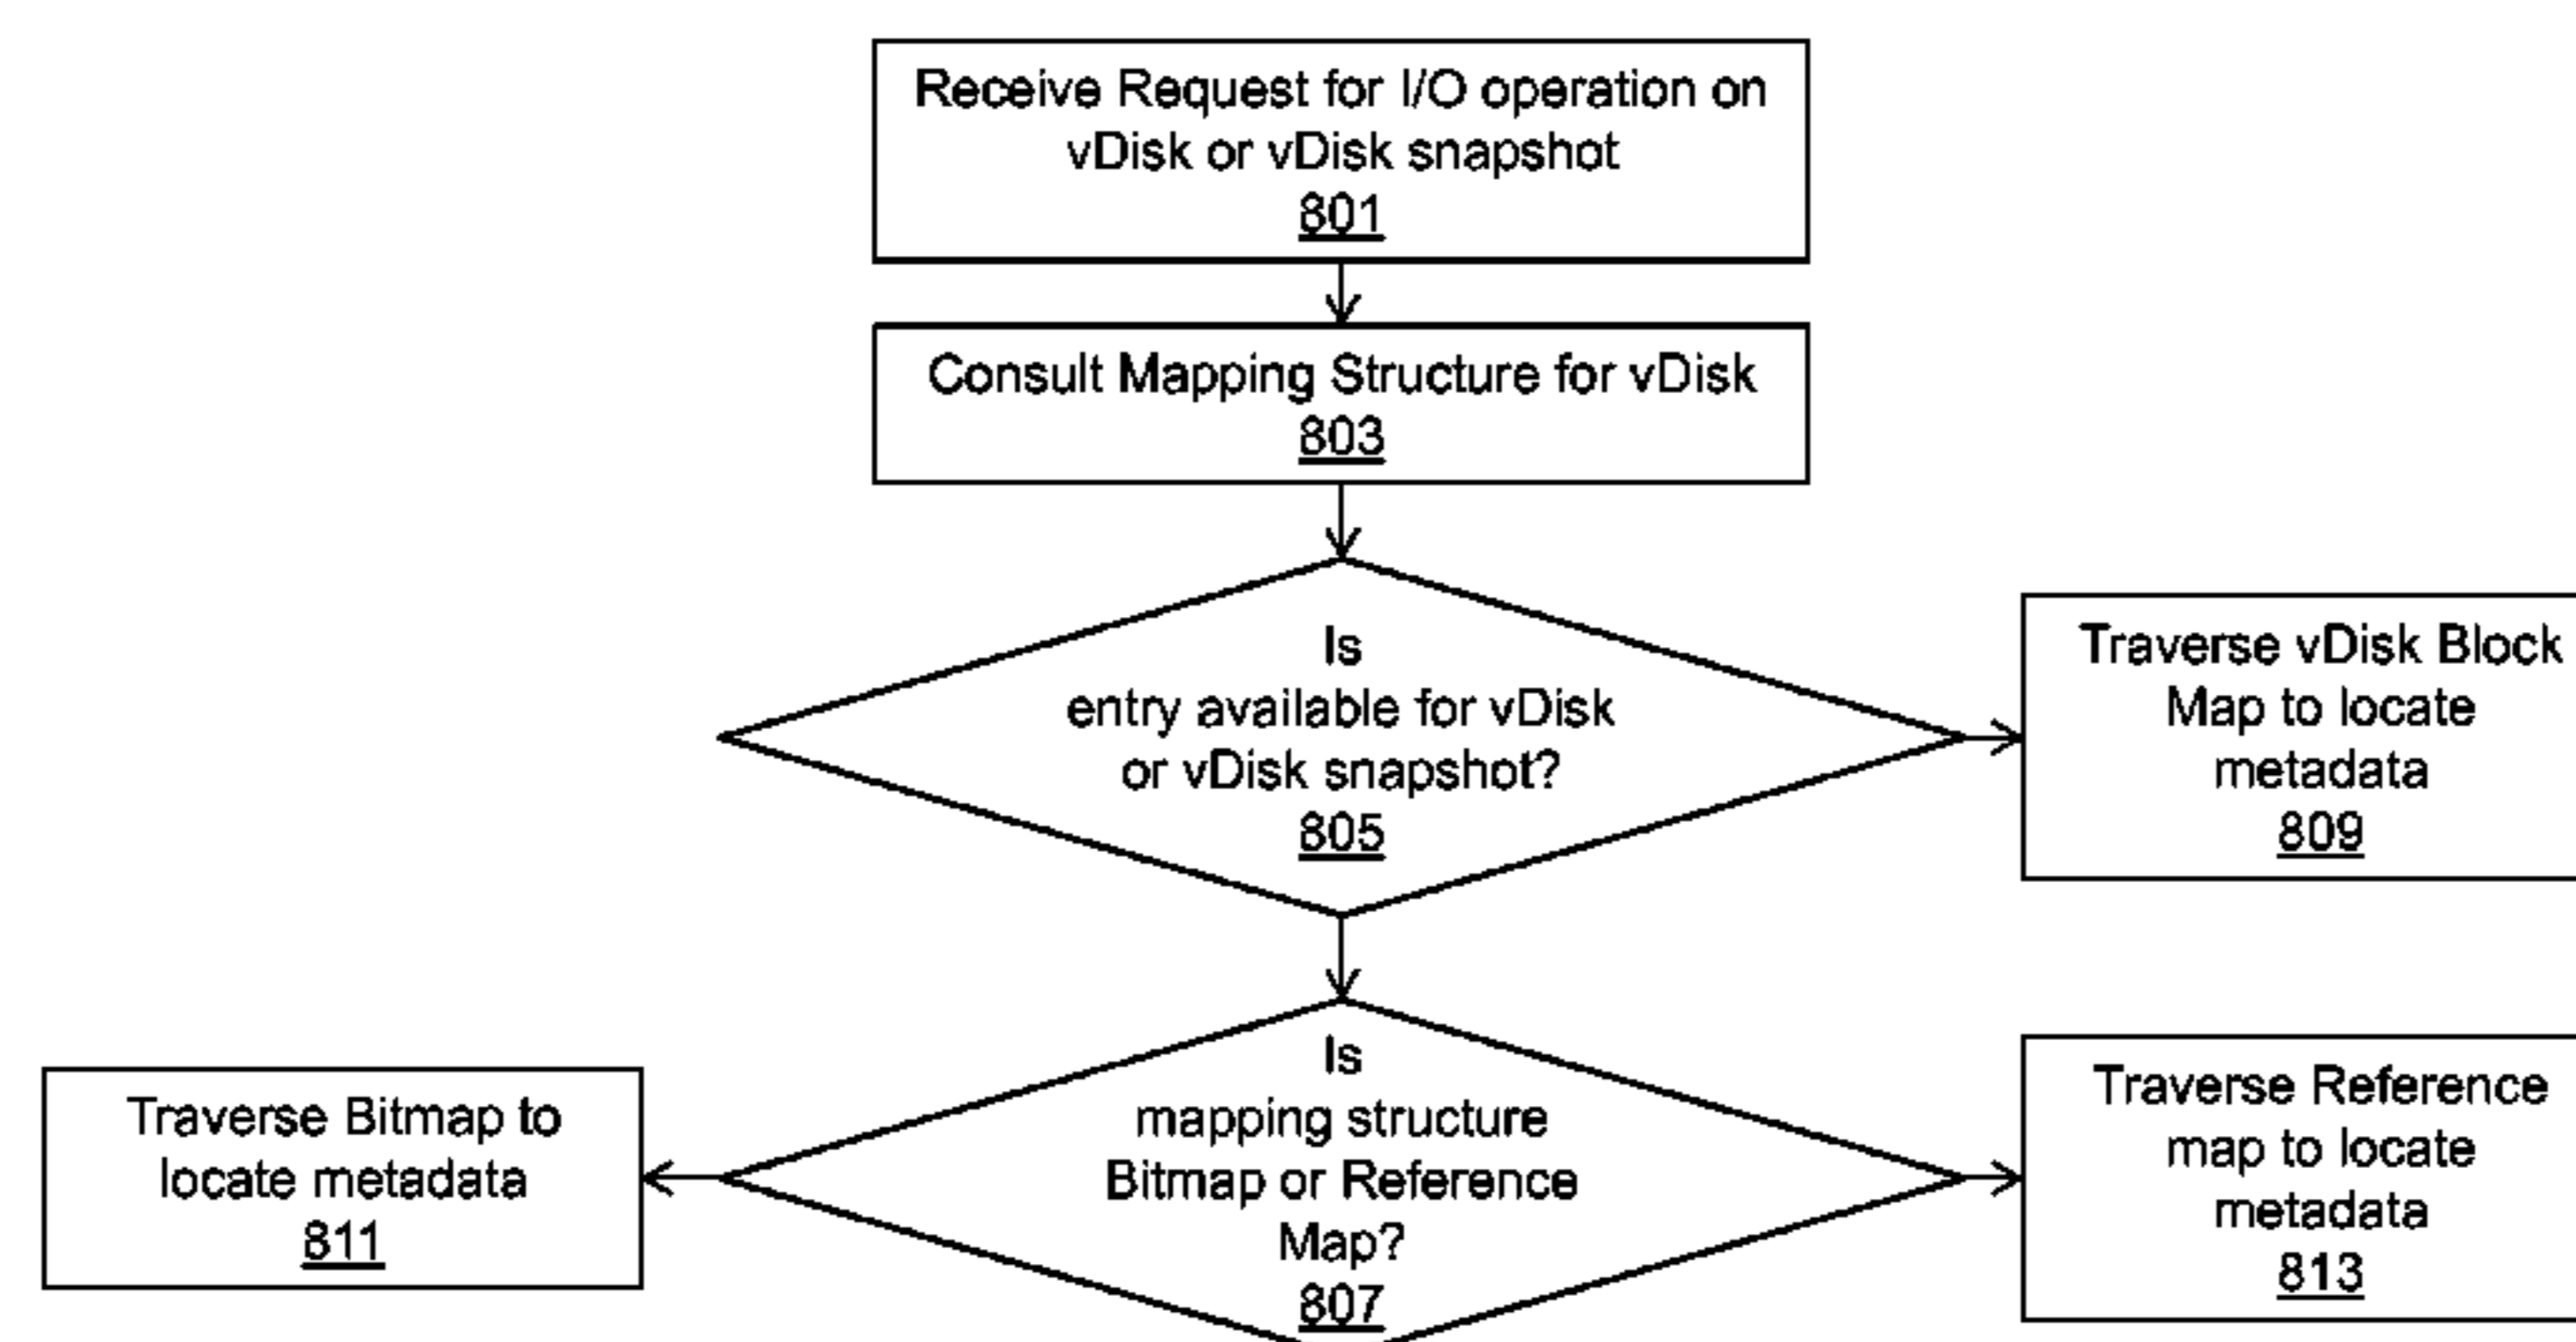 Receive Request for I/O operation on
vDisk or vDisk snapshot
801
Consult Mapping Structure for vDisk
803
Is
entry available for vDisk
or vDisk snapshot?
805
Traverse vDisk Block
Map to locate
metadata
809
Is
mapping structure
Bitmap or Reference
Map?
807
Traverse Bitmap to
locate metadata
811
Traverse Reference
map to locate
metadata
813